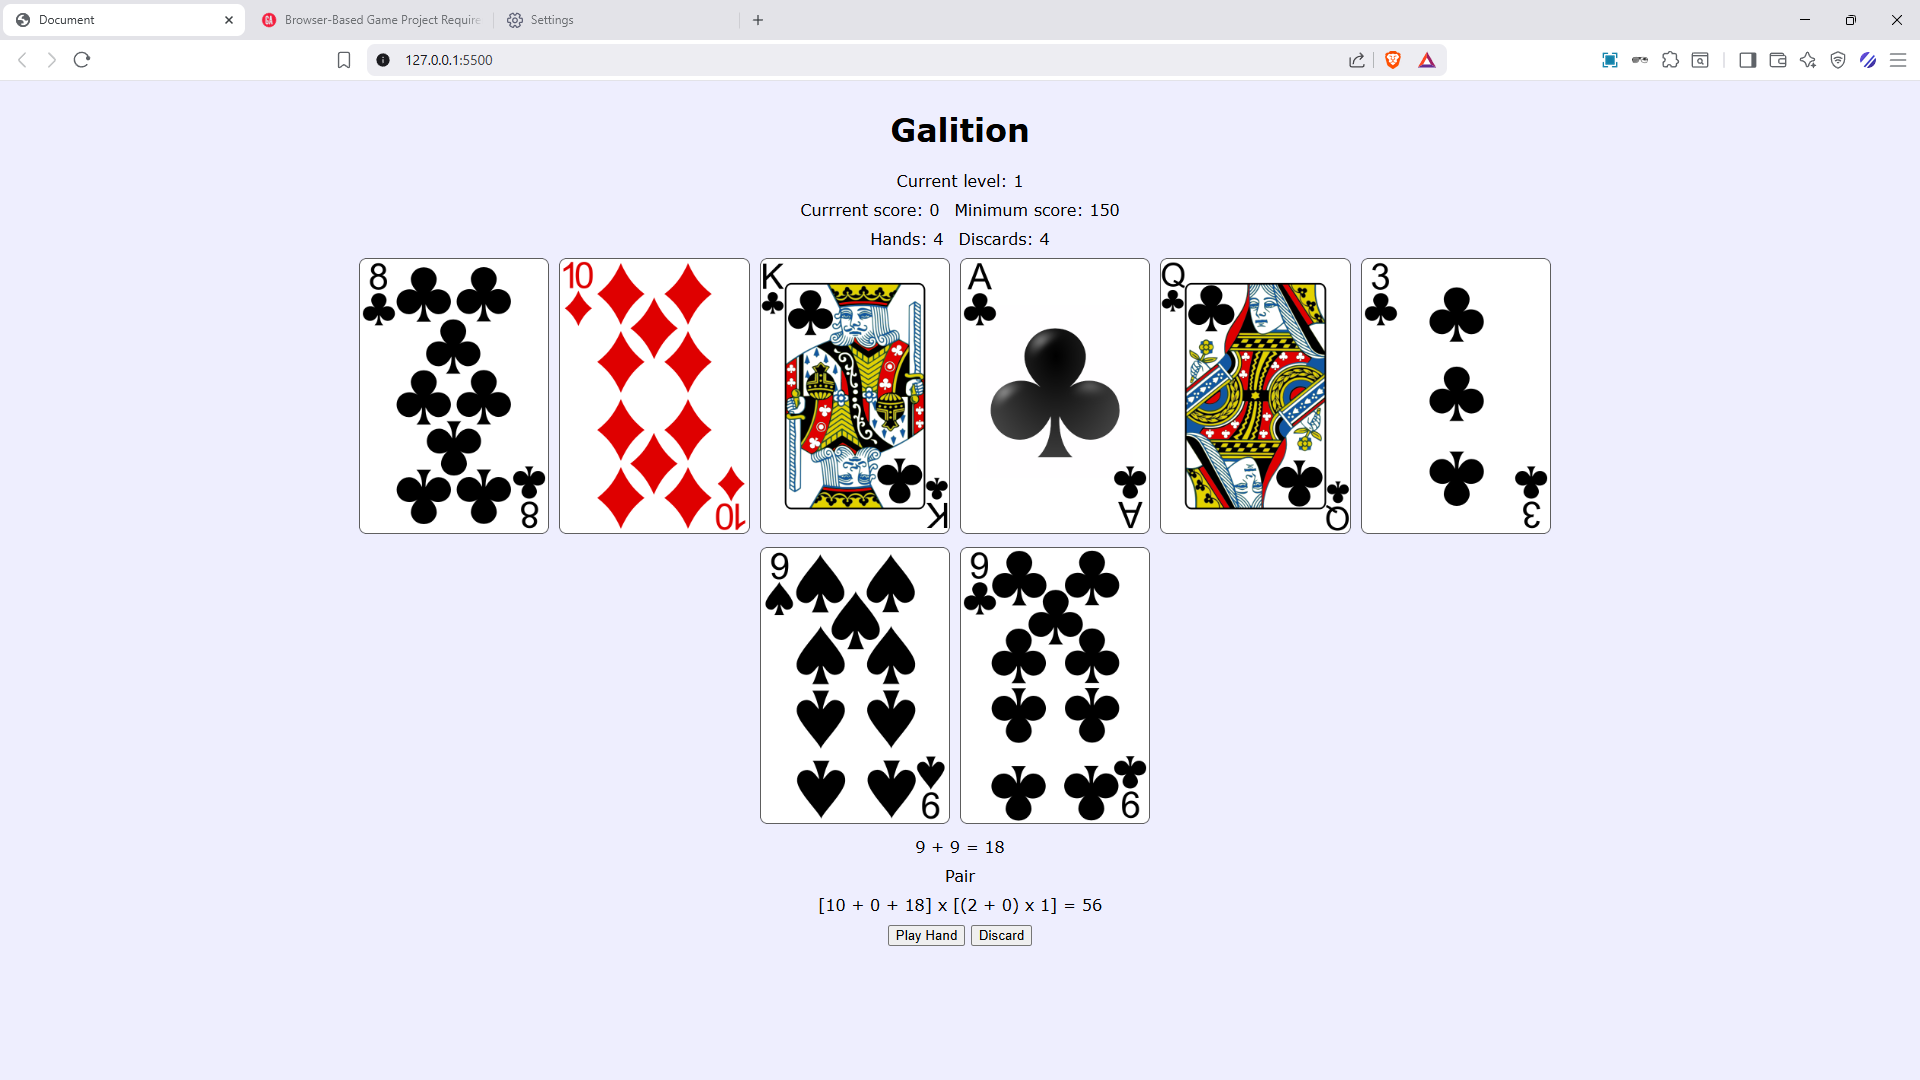 Document
Browser-Based Game Project Require
Settings
127.0.0.1:5500
Galition
Current level: 1
Currrent score: 0 Minimum score: 150
Hands: 4 Discards: 4
8 10 K A Q 3
8 10 K A Q 3
9 9
9 9
9 + 9 = 18
Pair
[10 + 0 + 18] x [(2 + 0) x 1] = 56
Play Hand Discard